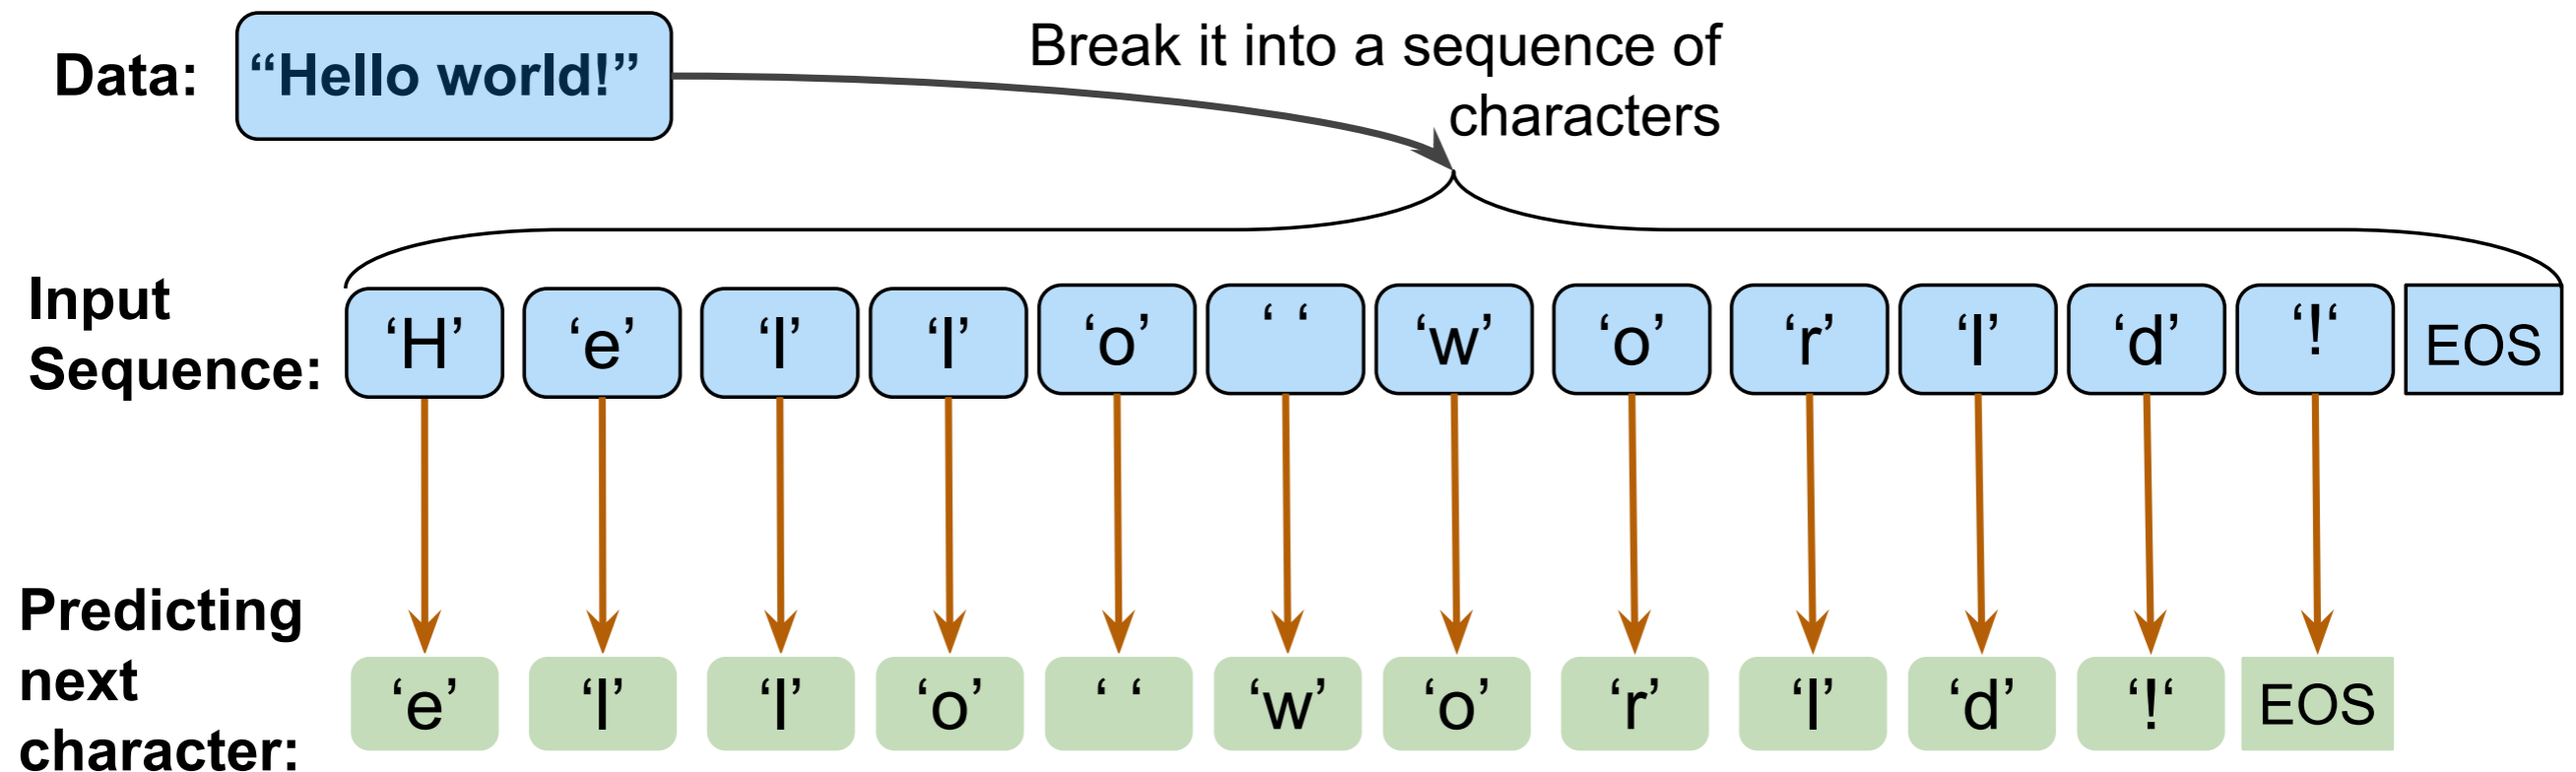 Data: “Hello world!” Break it into a sequence of
characters
Input
Sequence: ‘H’ ‘e’ ‘l’ ‘l’ ‘o’ ‘ ‘ ‘w’ ‘o’ ‘r’ ‘l’ ‘d’ ‘!‘ EOS
Predicting
next
character: ‘e’ ‘l’ ‘l’ ‘o’ ‘ ‘ ‘w’ ‘o’ ‘r’ ‘l’ ‘d’ ‘!‘ EOS